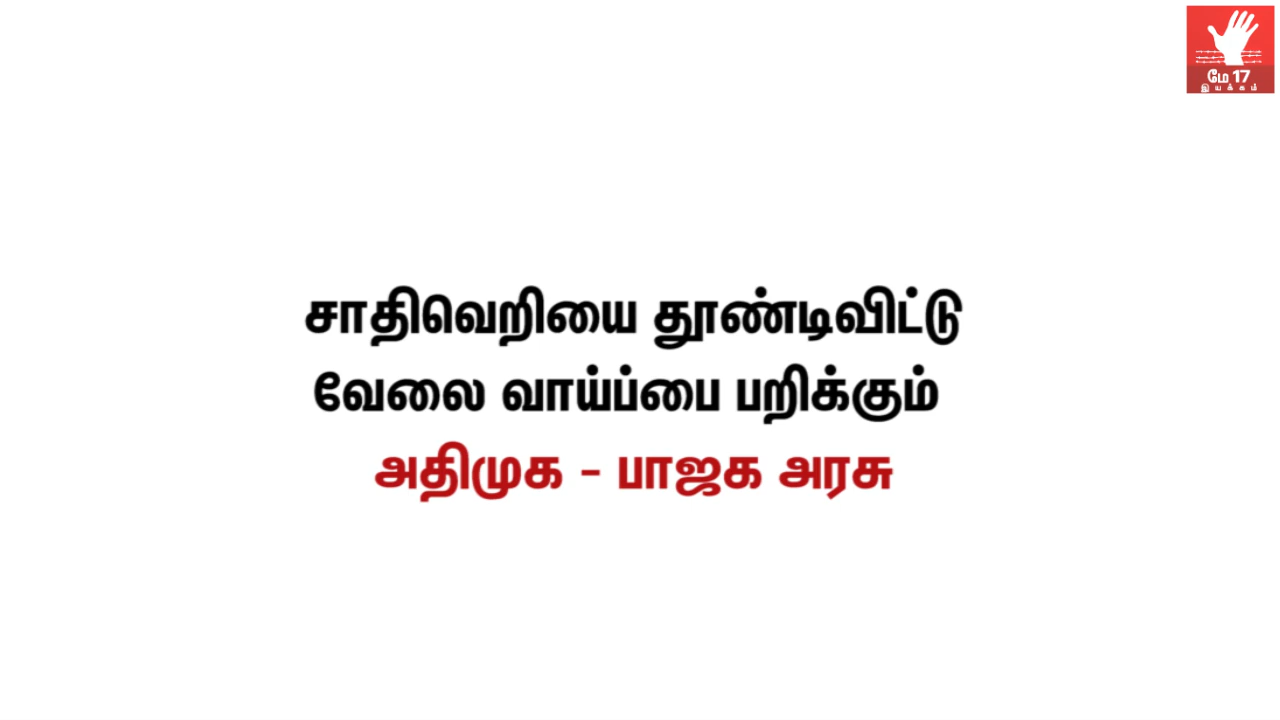 மே 17
இயக்கம்
சாதிவெறியை தூண்டிவிட்டு
வேலை வாய்ப்பை பறிக்கும்
அதிமுக - பாஜக அரசு